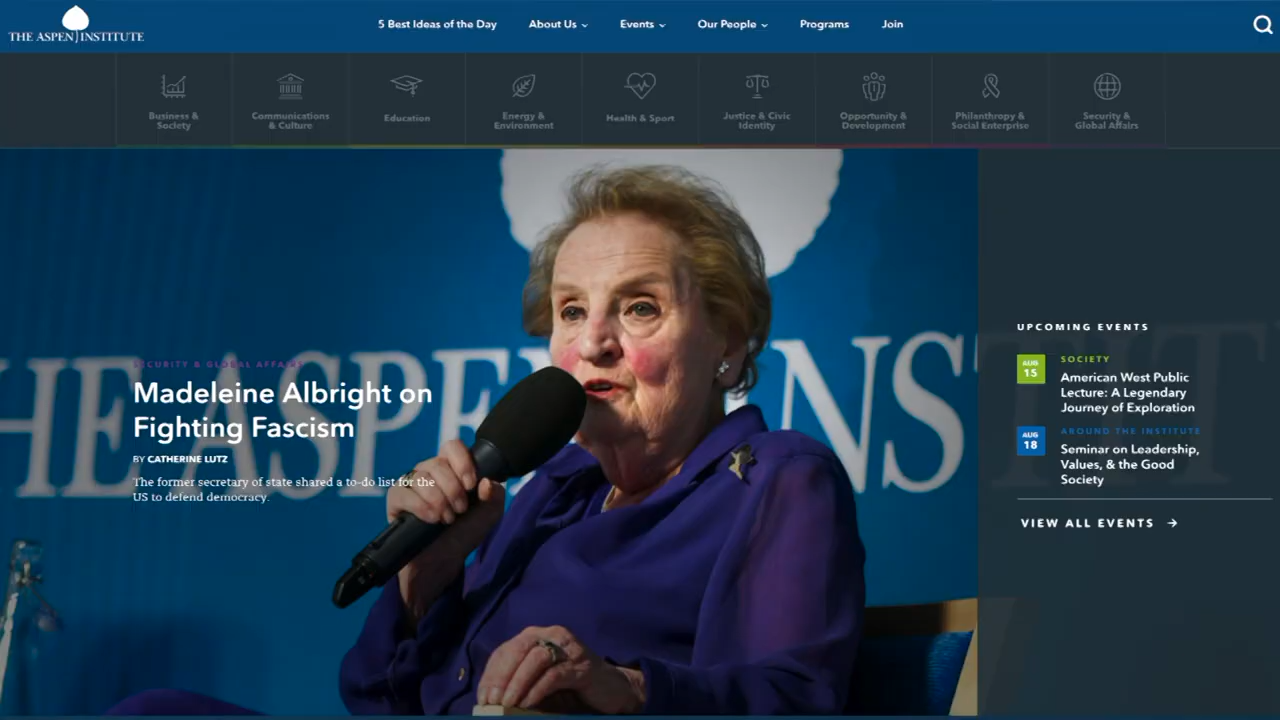 THE ASPEN INSTITUTE
5 Best Ideas of the Day
About Us
Events
Our People
Programs
Join
Business &
Society
Communications
& Culture
Education
Energy &
Environment
Health & Sport
Justice & Civic
Identity
Opportunity &
Development
Philanthropy &
Social Enterprise
Security &
Global Affairs
HE ASPEN INSTIT
SECURITY & GLOBAL AFFAIRS
Madeleine Albright on
Fighting Fascism
BY CATHERINE LUTZ
The former secretary of state shared a to-do list for the
US to defend democracy.
UPCOMING EVENTS
AUG
15
SOCIETY
American West Public
Lecture: A Legendary
Journey of Exploration
AUG
18
AROUND THE INSTITUTE
Seminar on Leadership,
Values, & the Good
Society
VIEW ALL EVENTS